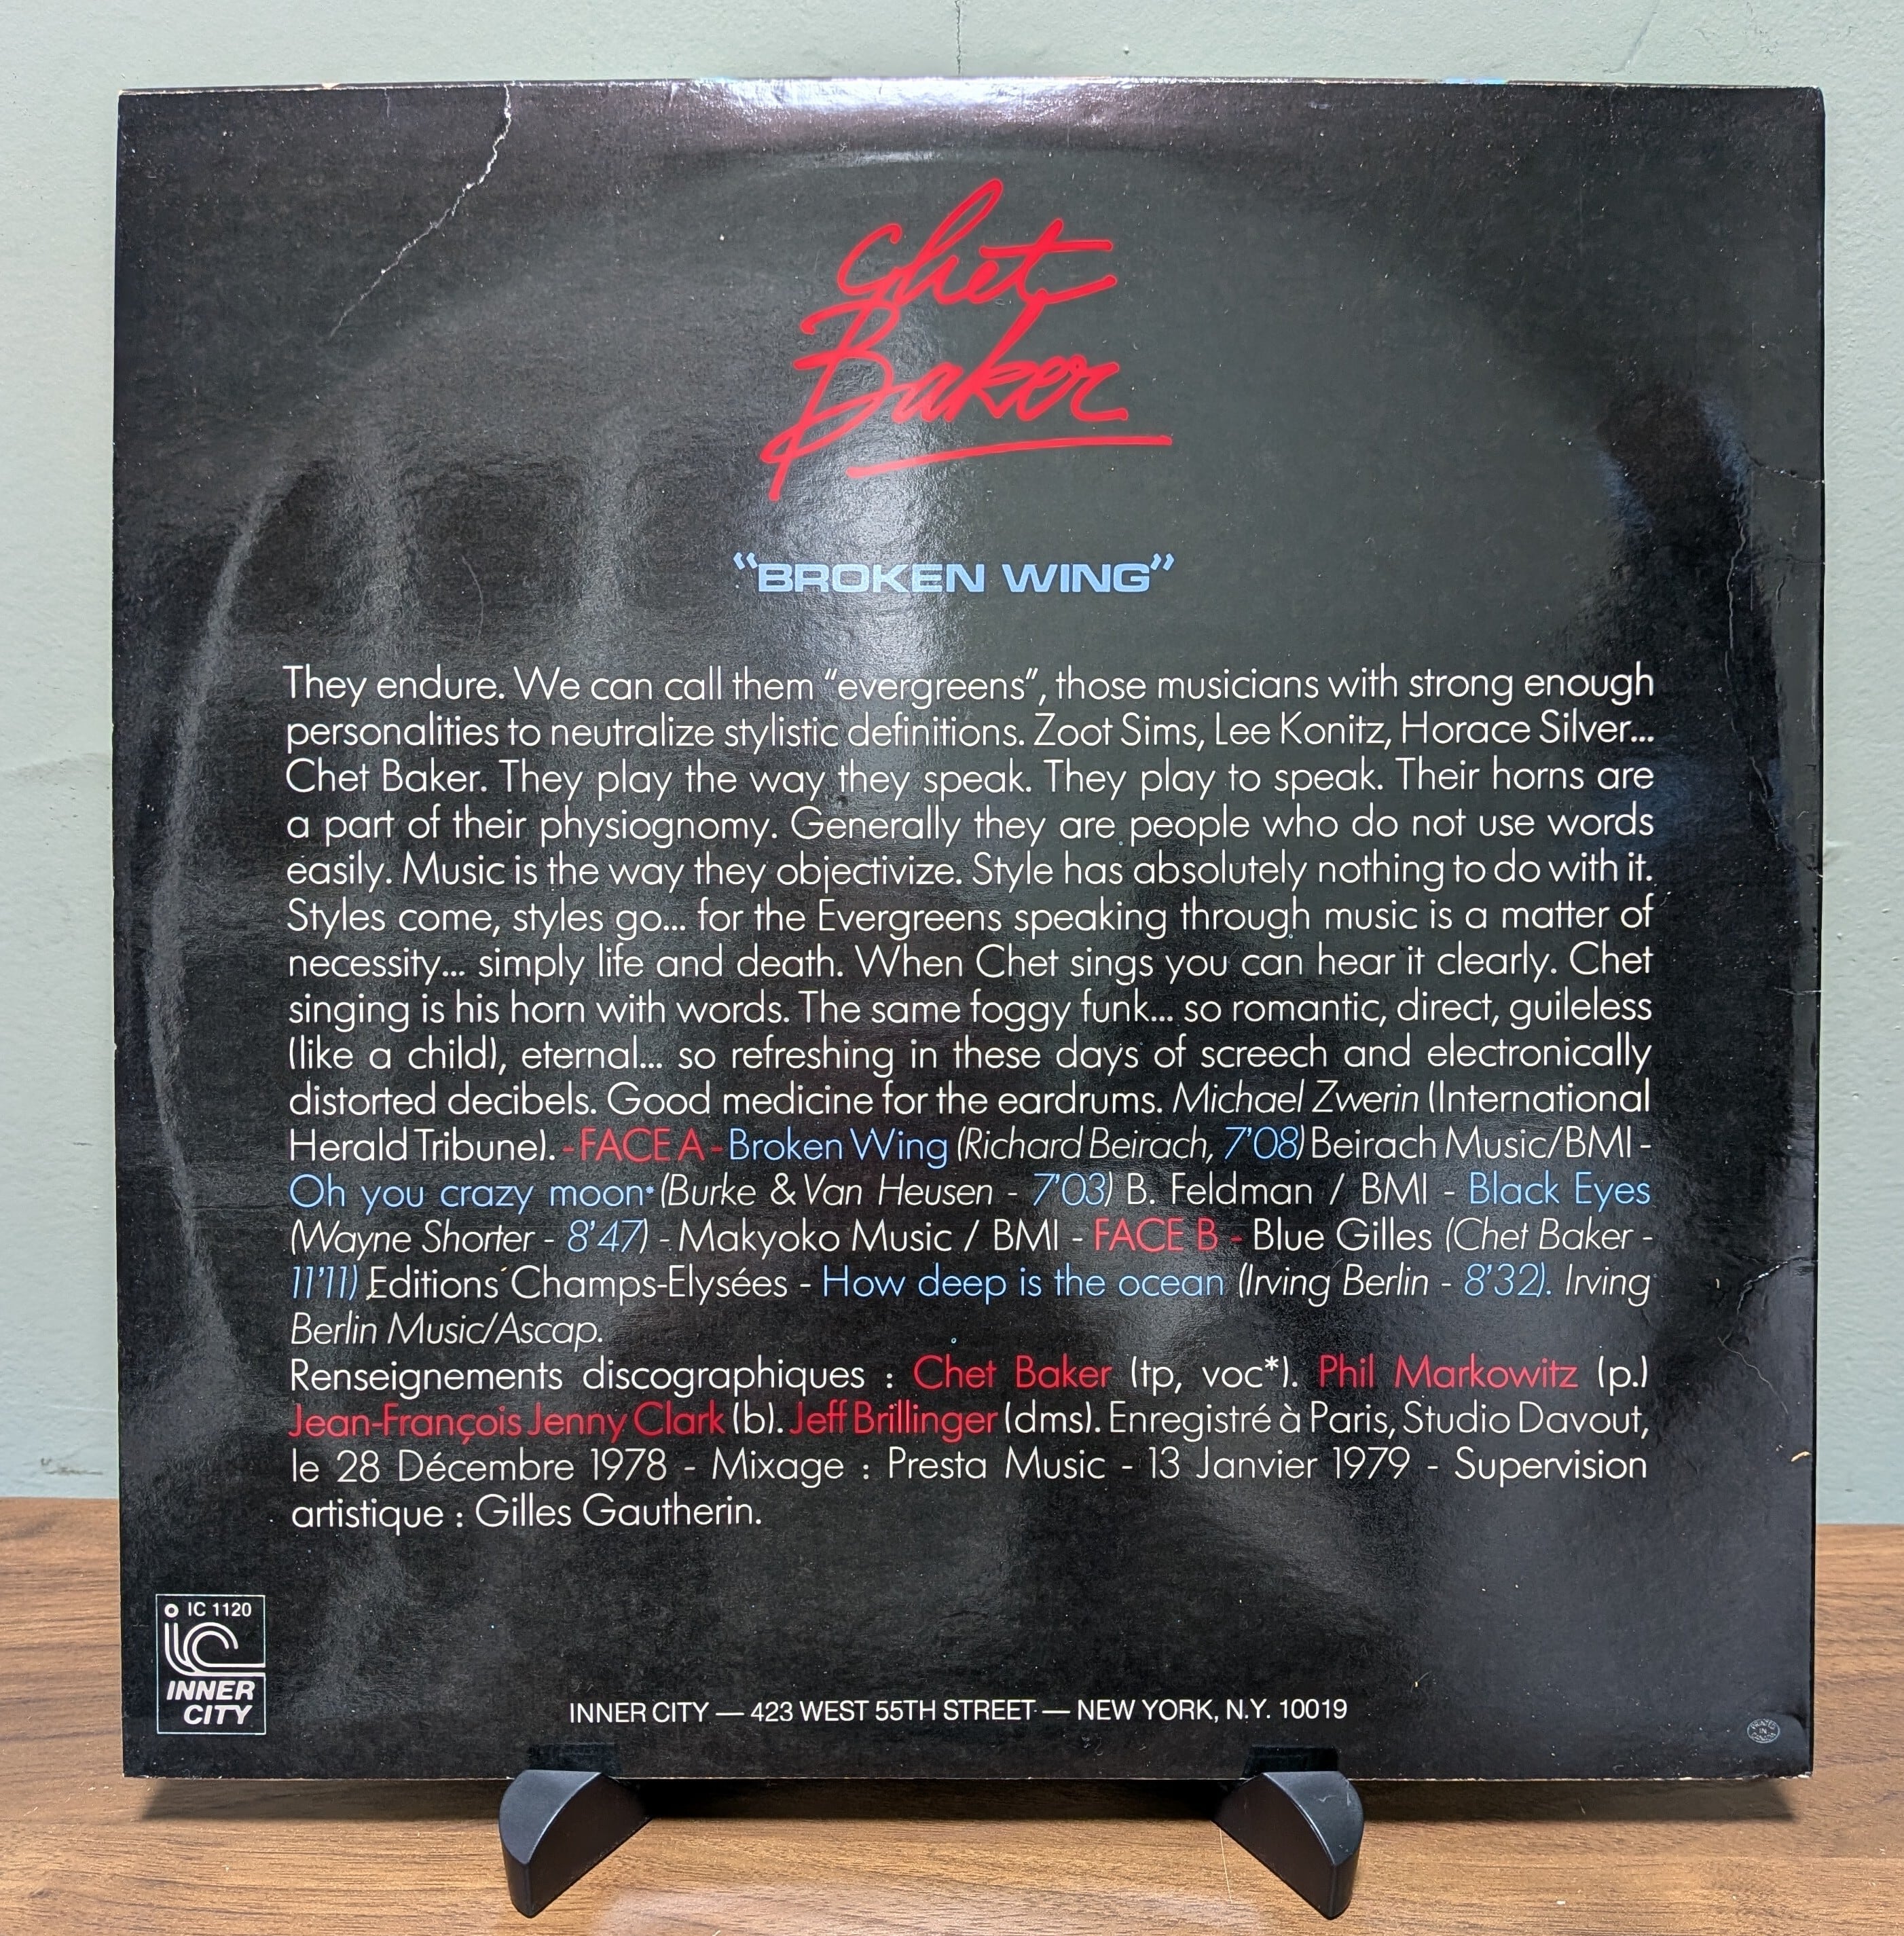 Chet
Baker
“BROKEN WING”
They endure. We can call them “evergreens”, those musicians with strong enough
personalities to neutralize stylistic definitions. Zoot Sims, Lee Konitz, Horace Silver...
Chet Baker. They play the way they speak. They play to speak. Their horns are
a part of their physiognomy. Generally they are people who do not use words
easily. Music is the way they objectivize. Style has absolutely nothing to do with it.
Styles come, styles go... for the Evergreens speaking through music is a matter of
necessity... simply life and death. When Chet sings you can hear it clearly. Chet
singing is his horn with words. The same foggy funk... so romantic, direct, guileless
(like a child), eternal... so refreshing in these days of screech and electronically
distorted decibels. Good medicine for the eardrums. Michael Zwerin (International
Herald Tribune). - FACE A - Broken Wing (Richard Beirach, 7'08) Beirach Music/BMI -
Oh you crazy moon* (Burke & Van Heusen - 7'03) B. Feldman / BMI - Black Eyes
(Wayne Shorter - 8'47) - Makyoko Music / BMI - FACE B - Blue Gilles (Chet Baker -
11'11) Editions Champs-Elysées - How deep is the ocean (Irving Berlin - 8'32). Irving
Berlin Music/Ascap.
Renseignements discographiques : Chet Baker (tp, voc*). Phil Markowitz (p.)
Jean-François Jenny Clark (b). Jeff Brillinger (dms). Enregistré à Paris, Studio Davout,
le 28 Décembre 1978 - Mixage : Presta Music - 13 Janvier 1979 - Supervision
artistique : Gilles Gautherin.
IC 1120
INNER
CITY
INNER CITY — 423 WEST 55TH STREET — NEW YORK, N.Y. 10019
PRINTED
IN